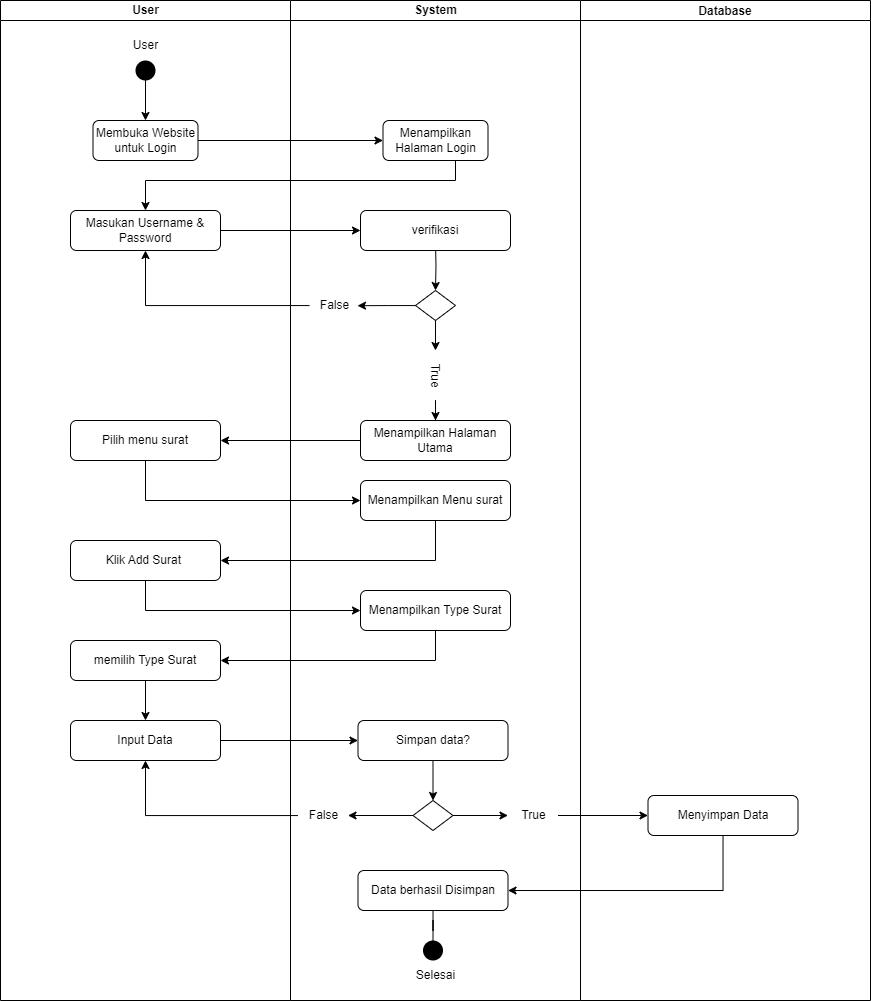 User
System
Database
User
Membuka Website
untuk Login
Menampilkan
Halaman Login
Masukan Username &
Password
verifikasi
False
True
Pilih menu surat
Menampilkan Halaman
Utama
Menampilkan Menu surat
Klik Add Surat
Menampilkan Type Surat
memilih Type Surat
Input Data
Simpan data?
False
True
Menyimpan Data
Data berhasil Disimpan
Selesai